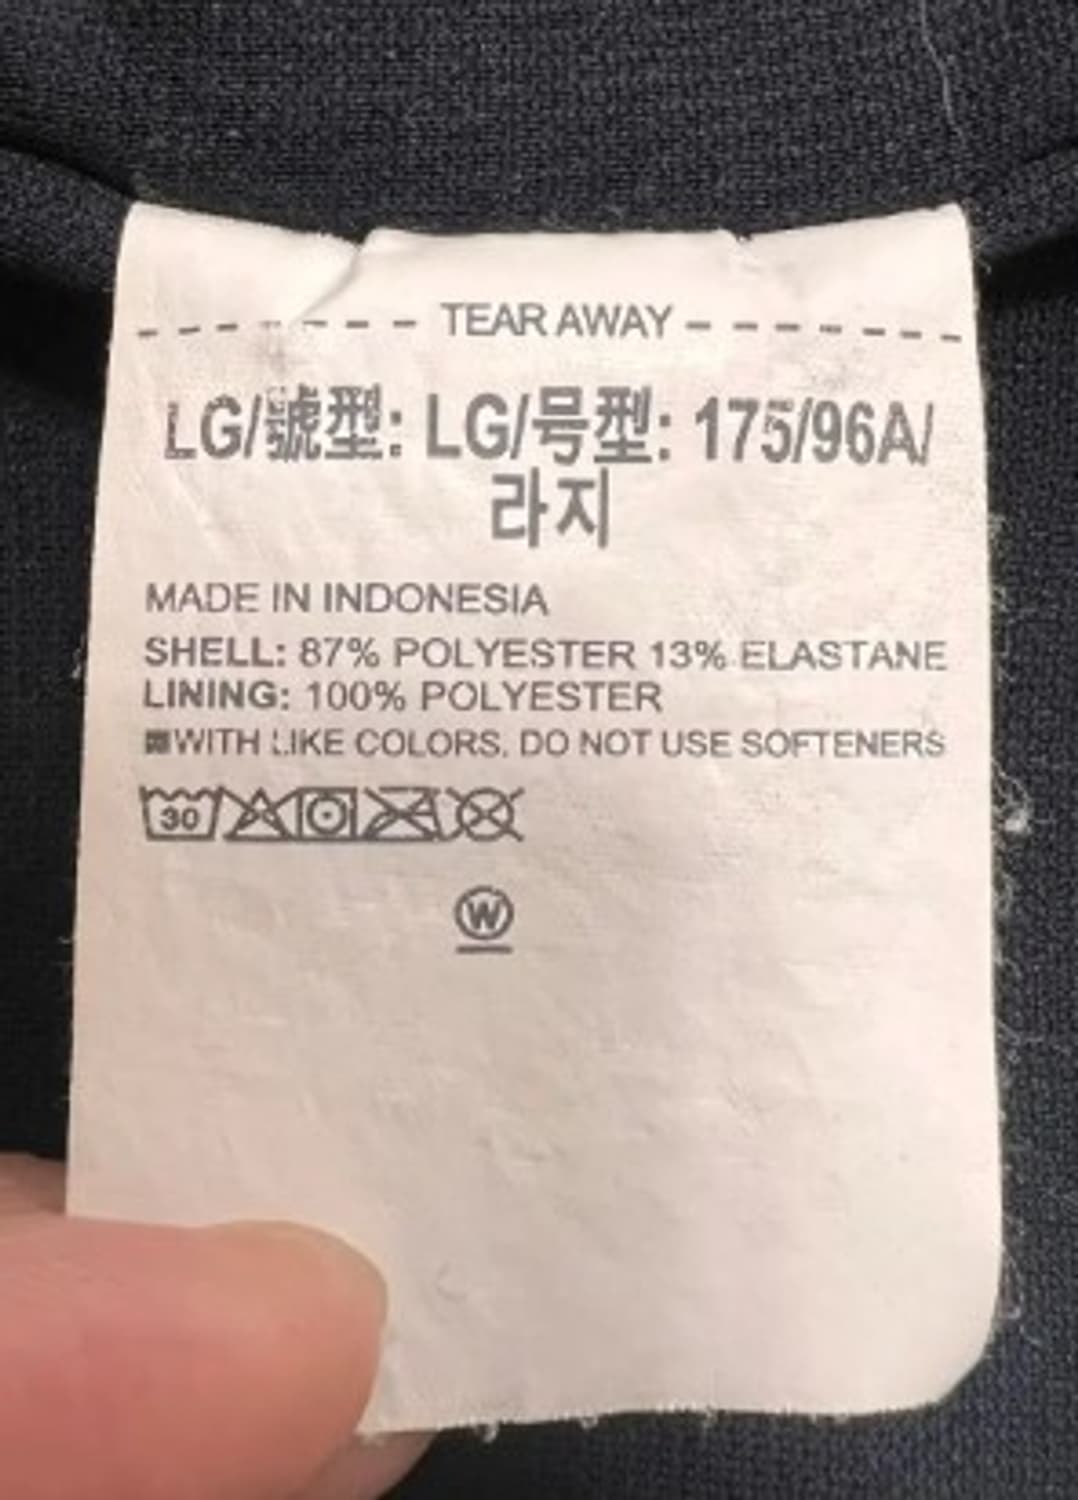 TEAR AWAY
LG/號型: LG/号型: 175/96A/
라지
MADE IN INDONESIA
SHELL: 87% POLYESTER 13% ELASTANE
LINING: 100% POLYESTER
WITH LIKE COLORS, DO NOT USE SOFTENERS
30
W